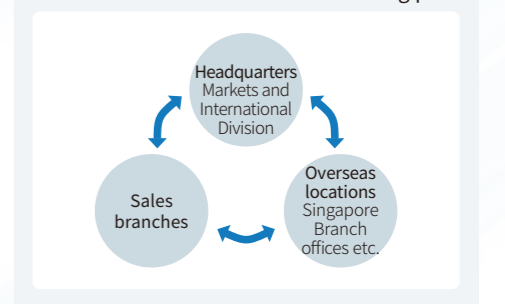 Headquarters
Markets and
International
Division
Sales
branches
Overseas
locations
Singapore
Branch
offices etc.